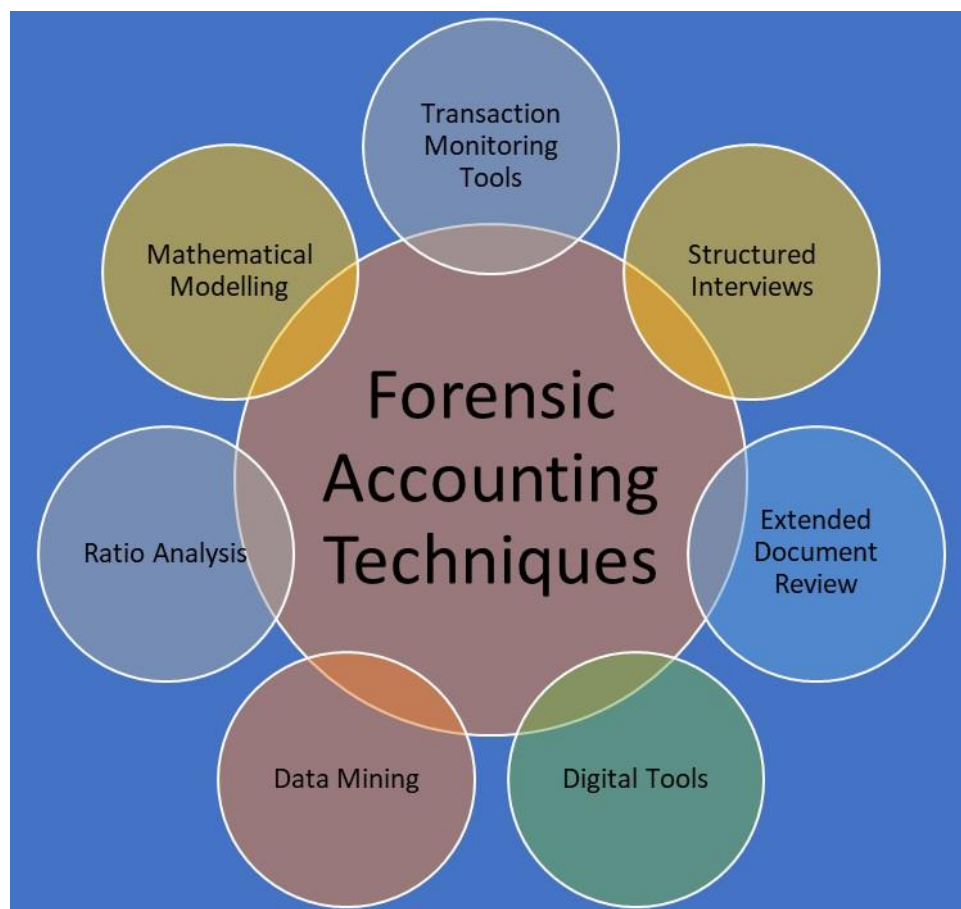 Transaction
Monitoring
Tools
Mathematical
Modelling
Structured
Interviews
Forensic
Accounting
Techniques
Ratio Analysis
Extended
Document
Review
Data Mining
Digital Tools